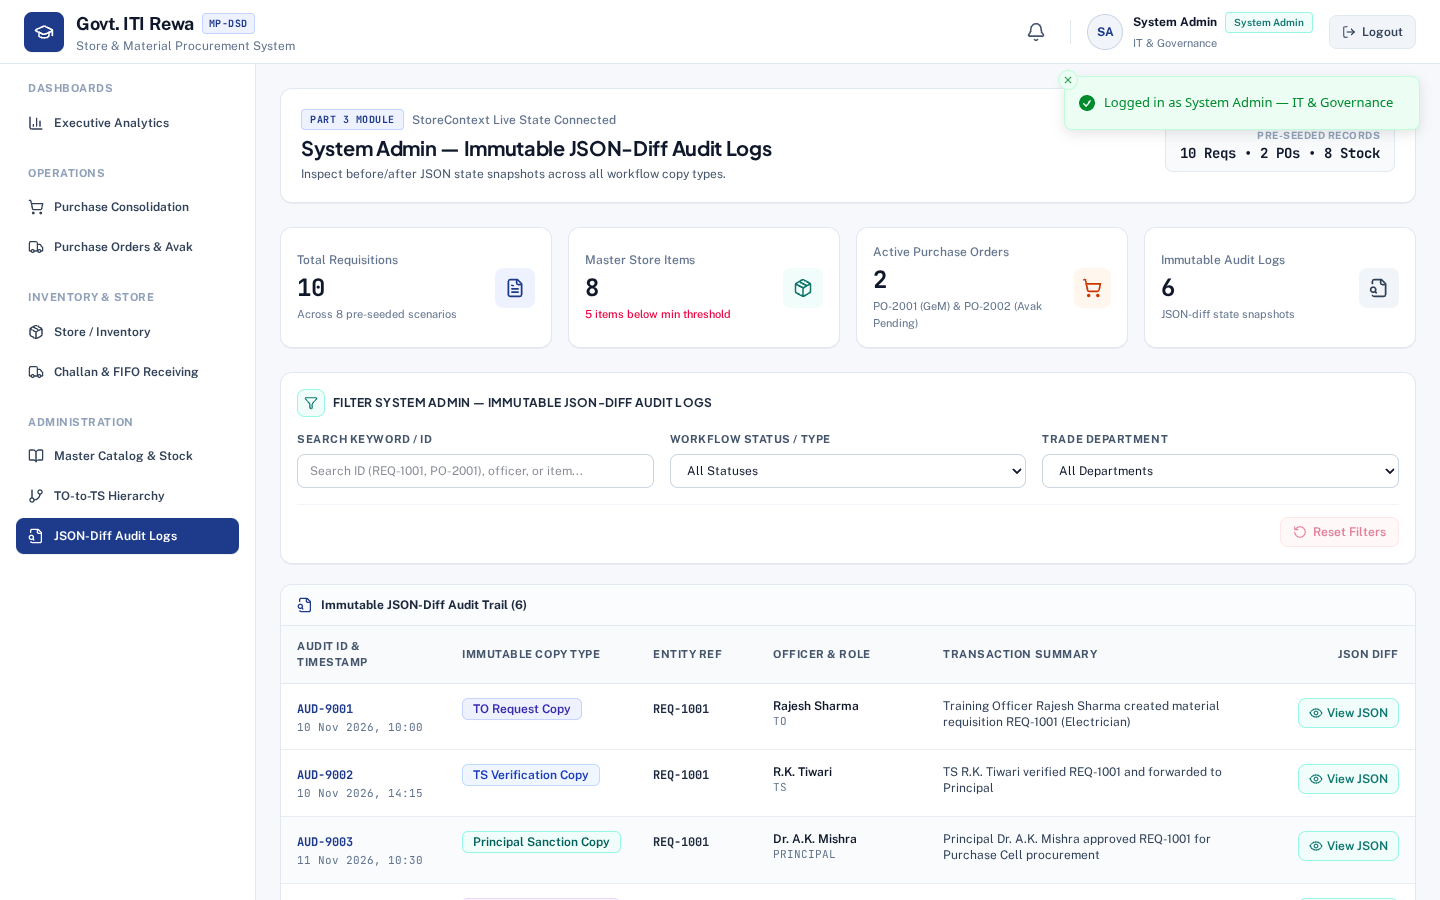 Govt. ITI Rewa MP-DSD
Store & Material Procurement System
SA
System Admin System Admin
IT & Governance
Logout
DASHBOARDS
Executive Analytics
OPERATIONS
Purchase Consolidation
Purchase Orders & Avak
INVENTORY & STORE
Store / Inventory
Challan & FIFO Receiving
ADMINISTRATION
Master Catalog & Stock
TO-to-TS Hierarchy
JSON-Diff Audit Logs
Logged in as System Admin — IT & Governance
PART 3 MODULE StoreContext Live State Connected
System Admin — Immutable JSON-Diff Audit Logs
Inspect before/after JSON state snapshots across all workflow copy types.
PRE-SEEDED RECORDS
10 Reqs • 2 POs • 8 Stock
Total Requisitions
10
Across 8 pre-seeded scenarios
Master Store Items
8
5 items below min threshold
Active Purchase Orders
2
PO-2001 (GeM) & PO-2002 (Avak
Pending)
Immutable Audit Logs
6
JSON-diff state snapshots
FILTER SYSTEM ADMIN — IMMUTABLE JSON-DIFF AUDIT LOGS
SEARCH KEYWORD / ID
Search ID (REQ-1001, PO-2001), officer, or item...
WORKFLOW STATUS / TYPE
All Statuses
TRADE DEPARTMENT
All Departments
Reset Filters
Immutable JSON-Diff Audit Trail (6)
AUDIT ID &
TIMESTAMP
IMMUTABLE COPY TYPE
ENTITY REF
OFFICER & ROLE
TRANSACTION SUMMARY
JSON DIFF
AUD-9001
10 Nov 2026, 10:00
TO Request Copy
REQ-1001
Rajesh Sharma
TO
Training Officer Rajesh Sharma created material
requisition REQ-1001 (Electrician)
View JSON
AUD-9002
10 Nov 2026, 14:15
TS Verification Copy
REQ-1001
R.K. Tiwari
TS
TS R.K. Tiwari verified REQ-1001 and forwarded to
Principal
View JSON
AUD-9003
11 Nov 2026, 10:30
Principal Sanction Copy
REQ-1001
Dr. A.K. Mishra
PRINCIPAL
Principal Dr. A.K. Mishra approved REQ-1001 for
Purchase Cell procurement
View JSON